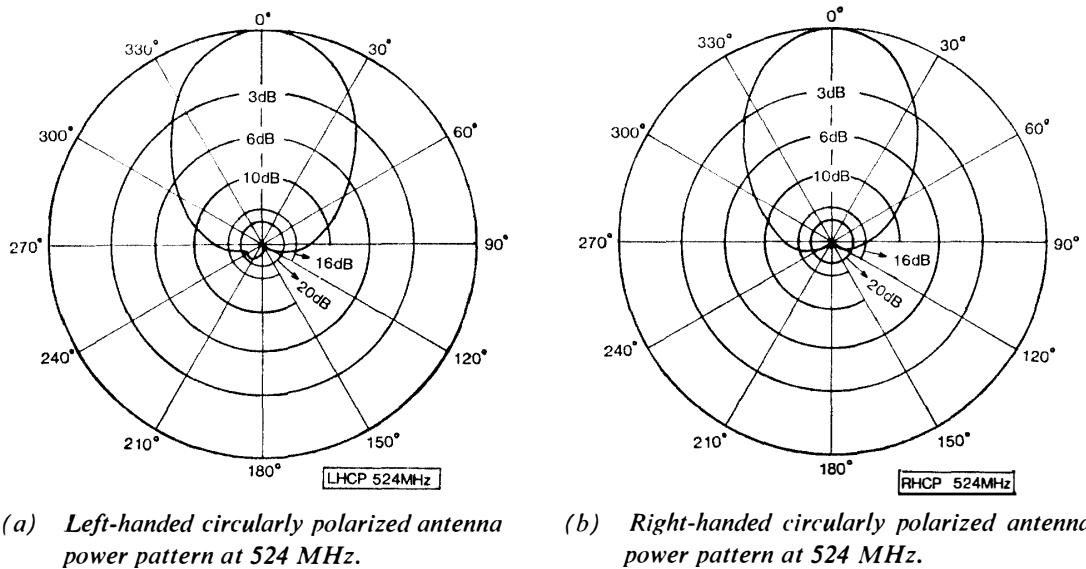 0°
30°
60°
90°
120°
150°
180°
210°
240°
270°
300°
330°
3dB
6dB
10dB
16dB
20dB
LHCP 524MHz
(a) Left-handed circularly polarized antenna
power pattern at 524 MHz.
0°
30°
60°
90°
120°
150°
180°
210°
240°
270°
300°
330°
3dB
6dB
10dB
16dB
20dB
RHCP 524MHz
(b) Right-handed circularly polarized antenna
power pattern at 524 MHz.